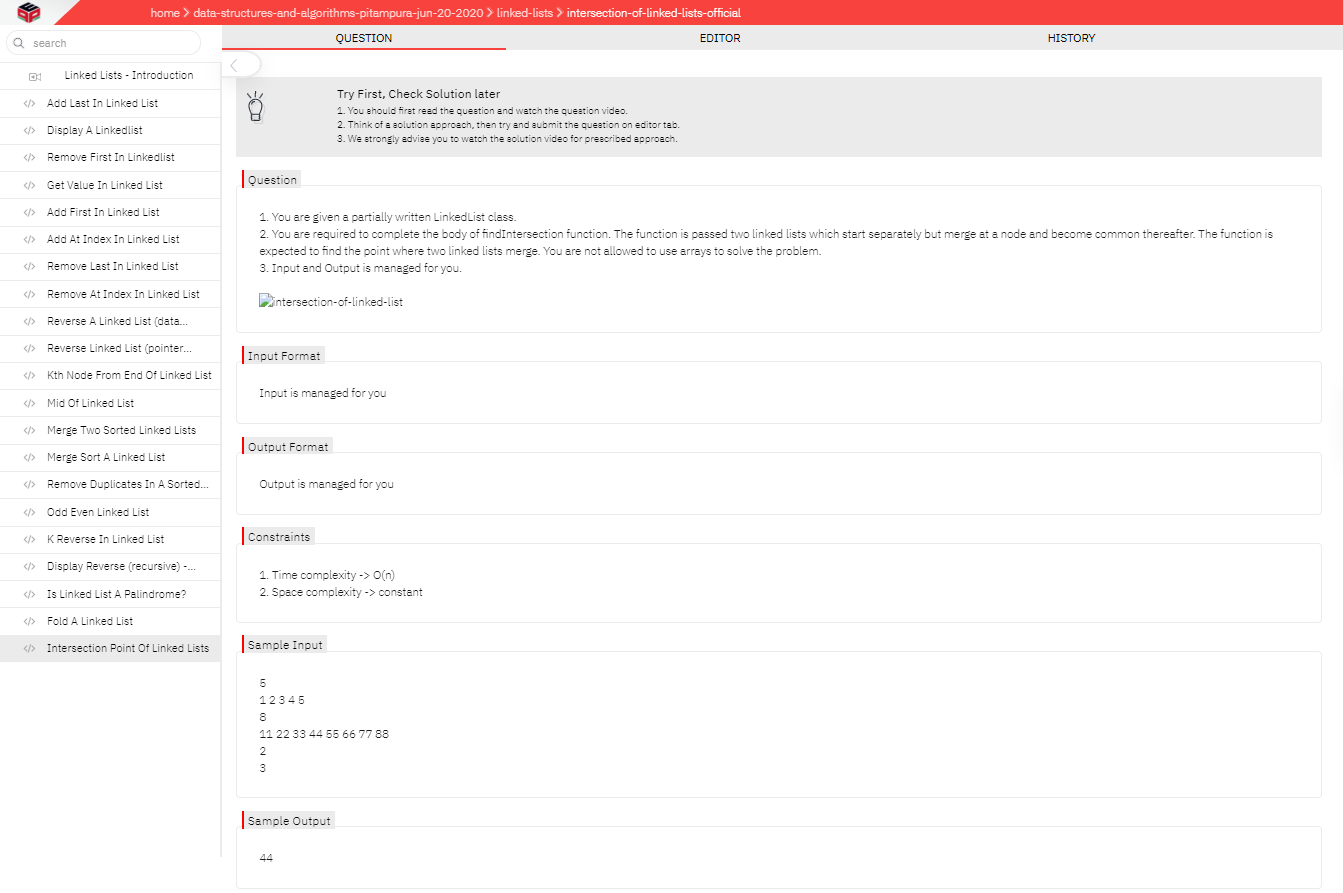 home > data-structures-and-algorithms-pitampura-jun-20-2020 > linked-lists > intersection-of-linked-lists-official
search
Linked Lists - Introduction
Add Last In Linked List
Display A Linkedlist
Remove First In Linkedlist
Get Value In Linked List
Add First In Linked List
Add At Index In Linked List
Remove Last In Linked List
Remove At Index In Linked List
Reverse A Linked List (data...
Reverse Linked List (pointer...
Kth Node From End Of Linked List
Mid Of Linked List
Merge Two Sorted Linked Lists
Merge Sort A Linked List
Remove Duplicates In A Sorted...
Odd Even Linked List
K Reverse In Linked List
Display Reverse (recursive) -...
Is Linked List A Palindrome?
Fold A Linked List
Intersection Point Of Linked Lists
QUESTION
EDITOR
HISTORY
Try First, Check Solution later
1. You should first read the question and watch the question video.
2. Think of a solution approach, then try and submit the question on editor tab.
3. We strongly advise you to watch the solution video for prescribed approach.
Question
1. You are given a partially written LinkedList class.
2. You are required to complete the body of findIntersection function. The function is passed two linked lists which start separately but merge at a node and become common thereafter. The function is
expected to find the point where two linked lists merge. You are not allowed to use arrays to solve the problem.
3. Input and Output is managed for you.
intersection-of-linked-list
Input Format
Input is managed for you
Output Format
Output is managed for you
Constraints
1. Time complexity -> O(n)
2. Space complexity -> constant
Sample Input
5
1 2 3 4 5
8
11 22 33 44 55 66 77 88
2
3
Sample Output
44